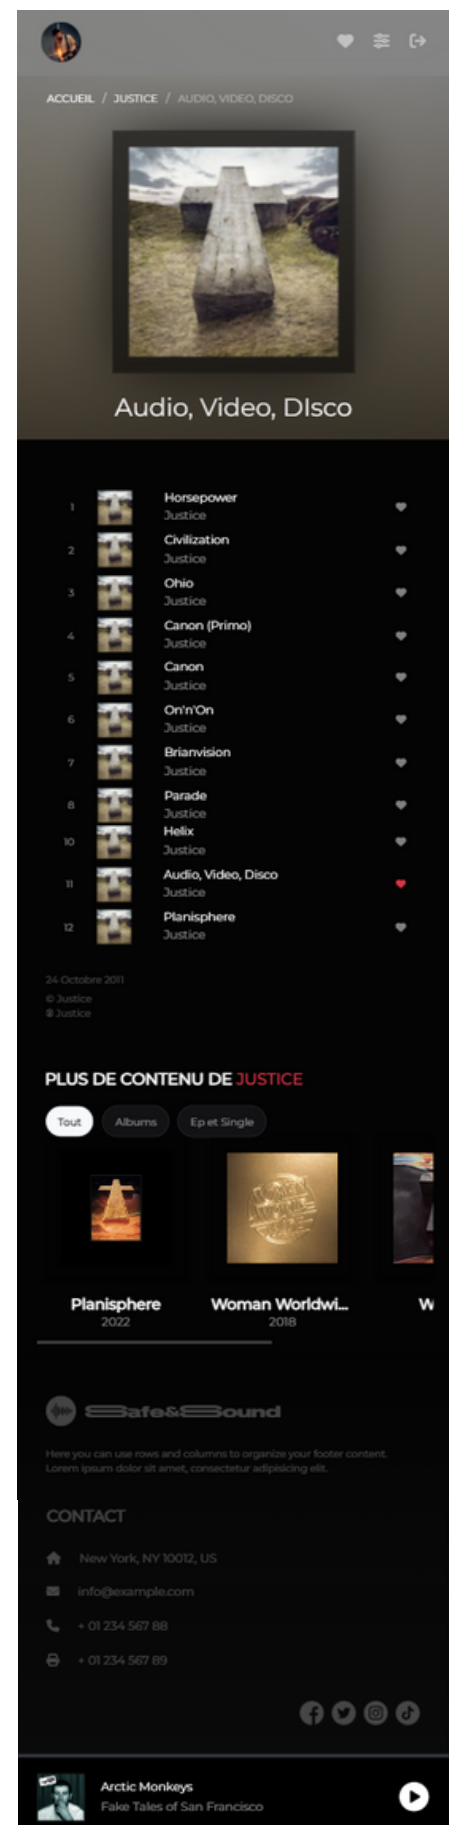 ACCUEIL / JUSTICE / AUDIO, VIDEO, DISCO
Audio, Video, DIsco
1 Horsepower
Justice
2 Civilization
Justice
3 Ohio
Justice
4 Canon (Primo)
Justice
5 Canon
Justice
6 On'n'On
Justice
7 Brianvision
Justice
8 Parade
Justice
10 Helix
Justice
11 Audio, Video, Disco
Justice
12 Planisphere
Justice
24 Octobre 2011
© Justice
℗ Justice
PLUS DE CONTENU DE JUSTICE
Tout Albums Ep et Single
WOMAN
WORLD
WIDE
Planisphere Woman Worldwi... W
2022 2018
Safe&Sound
Here you can use rows and columns to organize your footer content.
Lorem ipsum dolor sit amet, consectetur adipisicing elit.
CONTACT
New York, NY 10012, US
info@example.com
+ 01 234 567 88
+ 01 234 567 89
Arctic Monkeys
Fake Tales of San Francisco